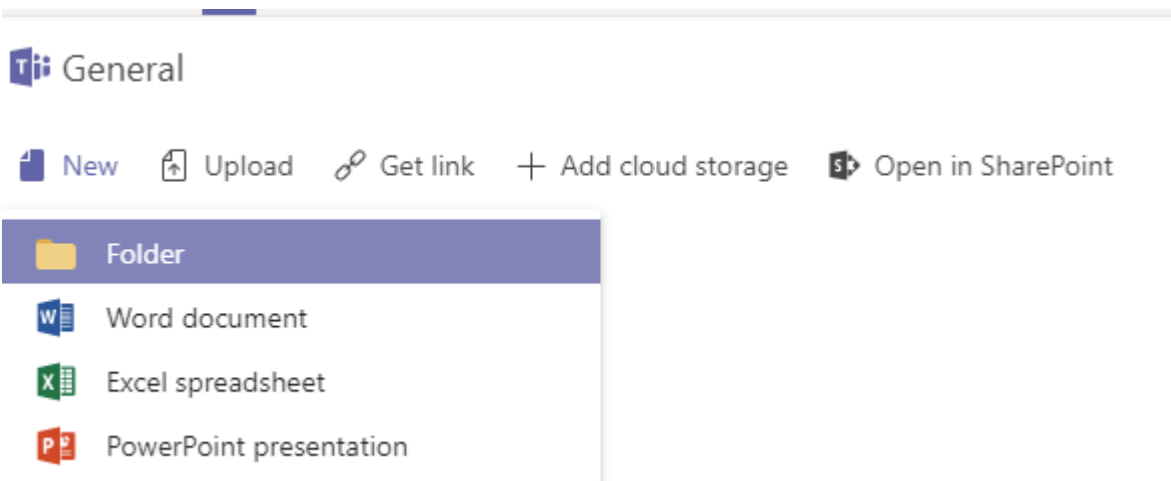 General
New Upload Get link + Add cloud storage Open in SharePoint
Folder
Word document
Excel spreadsheet
PowerPoint presentation